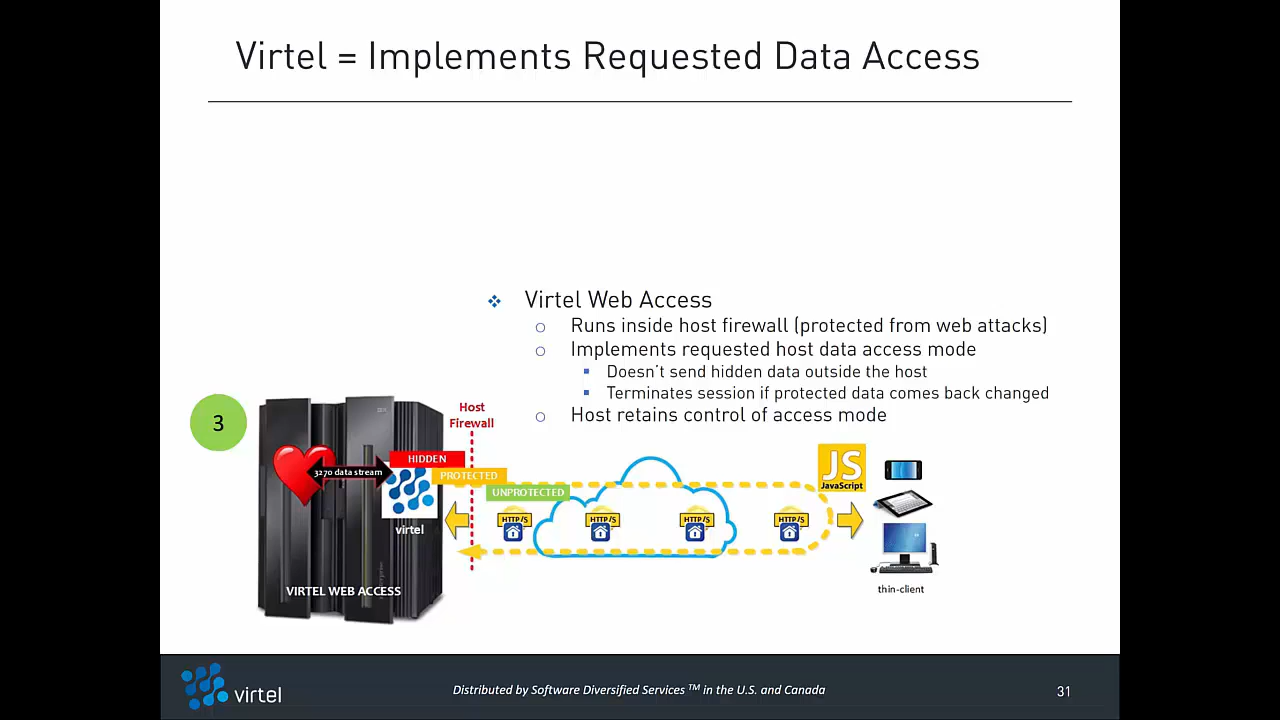 Virtel = Implements Requested Data Access
❖ Virtel Web Access
o Runs inside host firewall (protected from web attacks)
o Implements requested host data access mode
▪ Doesn't send hidden data outside the host
▪ Terminates session if protected data comes back changed
o Host retains control of access mode
3
Host
Firewall
3270 data stream
HIDDEN
PROTECTED
UNPROTECTED
virtel
HTTP/S
HTTP/S
HTTP/S
HTTP/S
JS
JavaScript
VIRTEL WEB ACCESS
thin-client
virtel
Distributed by Software Diversified Services TM in the U.S. and Canada
31